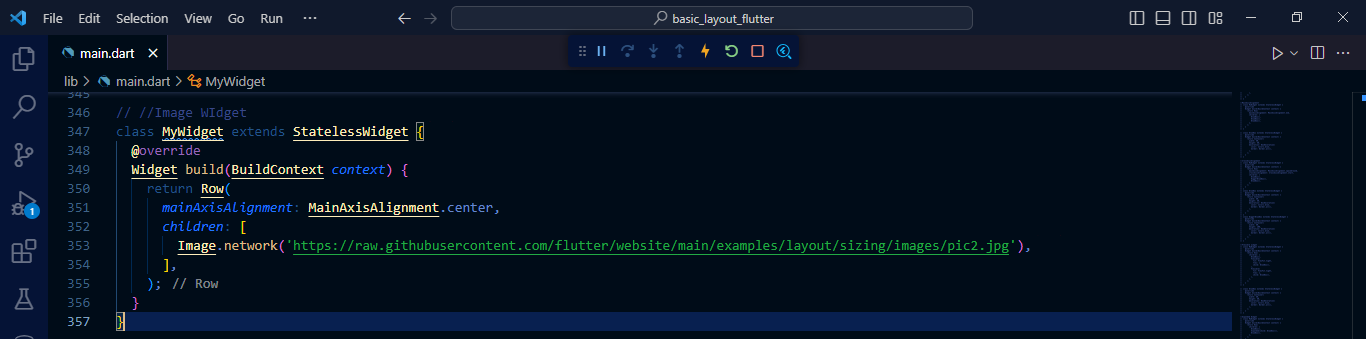 File Edit Selection View Go Run ··· basic_layout_flutter
main.dart
lib > main.dart > MyWidget
345
346 // //Image WIdget
347 class MyWidget extends StatelessWidget {
348 @override
349 Widget build(BuildContext context) {
350 return Row(
351 mainAxisAlignment: MainAxisAlignment.center,
352 children: [
353 Image.network('https://raw.githubusercontent.com/flutter/website/main/examples/layout/sizing/images/pic2.jpg'),
354 ],
355 ); // Row
356 }
357 }
1